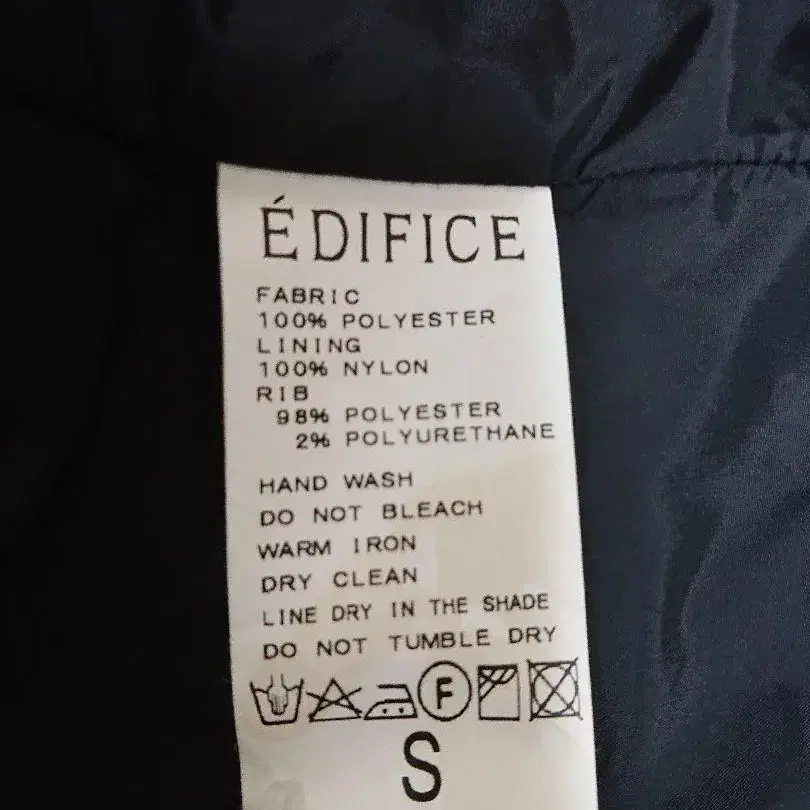 ÉDIFICE
FABRIC
100% POLYESTER
LINING
100% NYLON
RIB
98% POLYESTER
2% POLYURETHANE
HAND WASH
DO NOT BLEACH
WARM IRON
DRY CLEAN
LINE DRY IN THE SHADE
DO NOT TUMBLE DRY
F
S